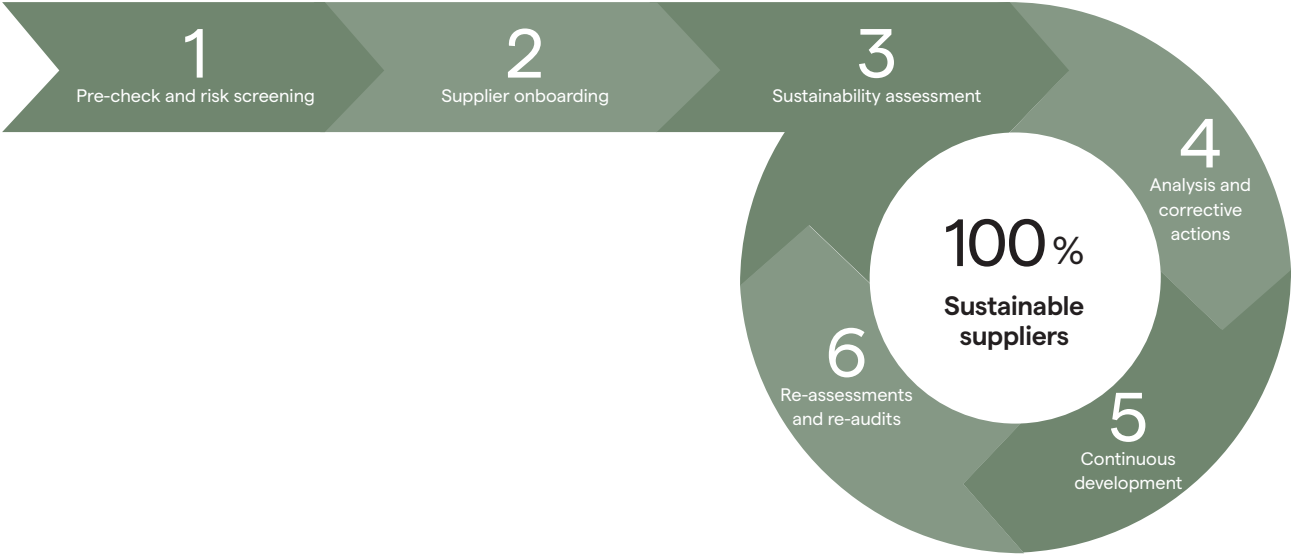 1
Pre-check and risk screening
2
Supplier onboarding
3
Sustainability assessment
4
Analysis and
corrective
actions
5
Continuous
development
6
Re-assessments
and re-audits
100 %
Sustainable
suppliers